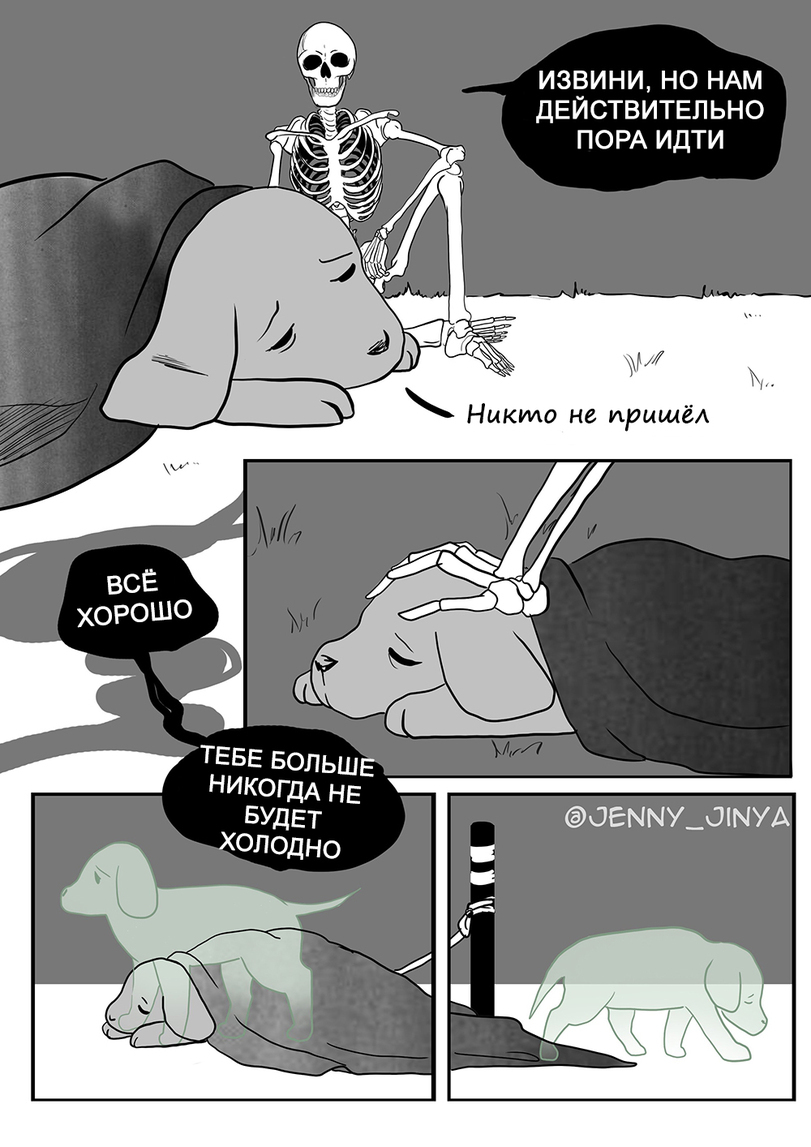 ИЗВИНИ, НО НАМ
ДЕЙСТВИТЕЛЬНО
ПОРА ИДТИ
Никто не пришёл
ВСЁ
ХОРОШО
ТЕБЕ БОЛЬШЕ
НИКОГДА НЕ
БУДЕТ
ХОЛОДНО
@JENNY_JINYA